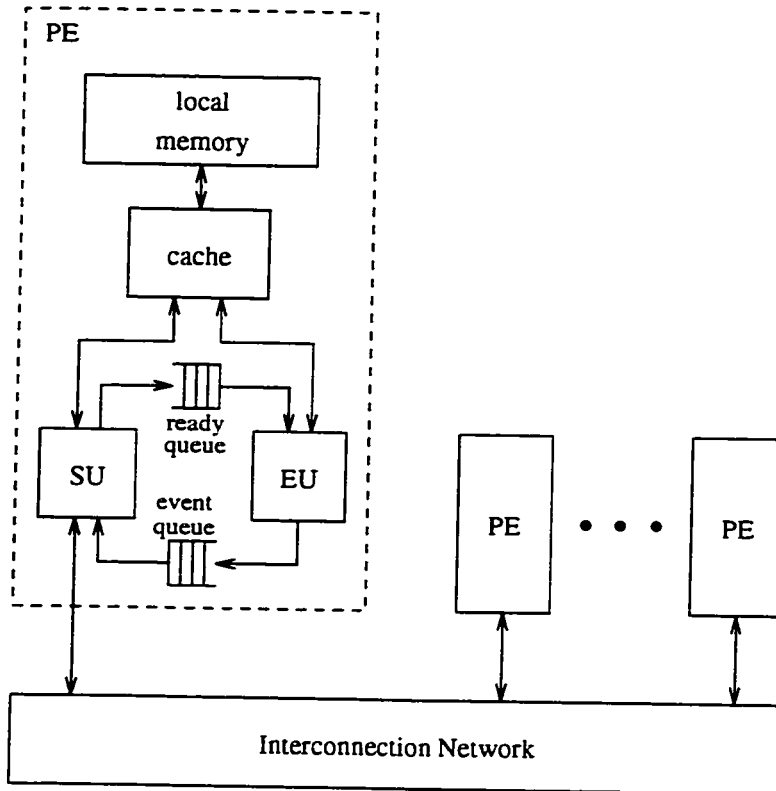 PE
local
memory
cache
ready
queue
SU
EU
event
queue
PE
PE
Interconnection Network